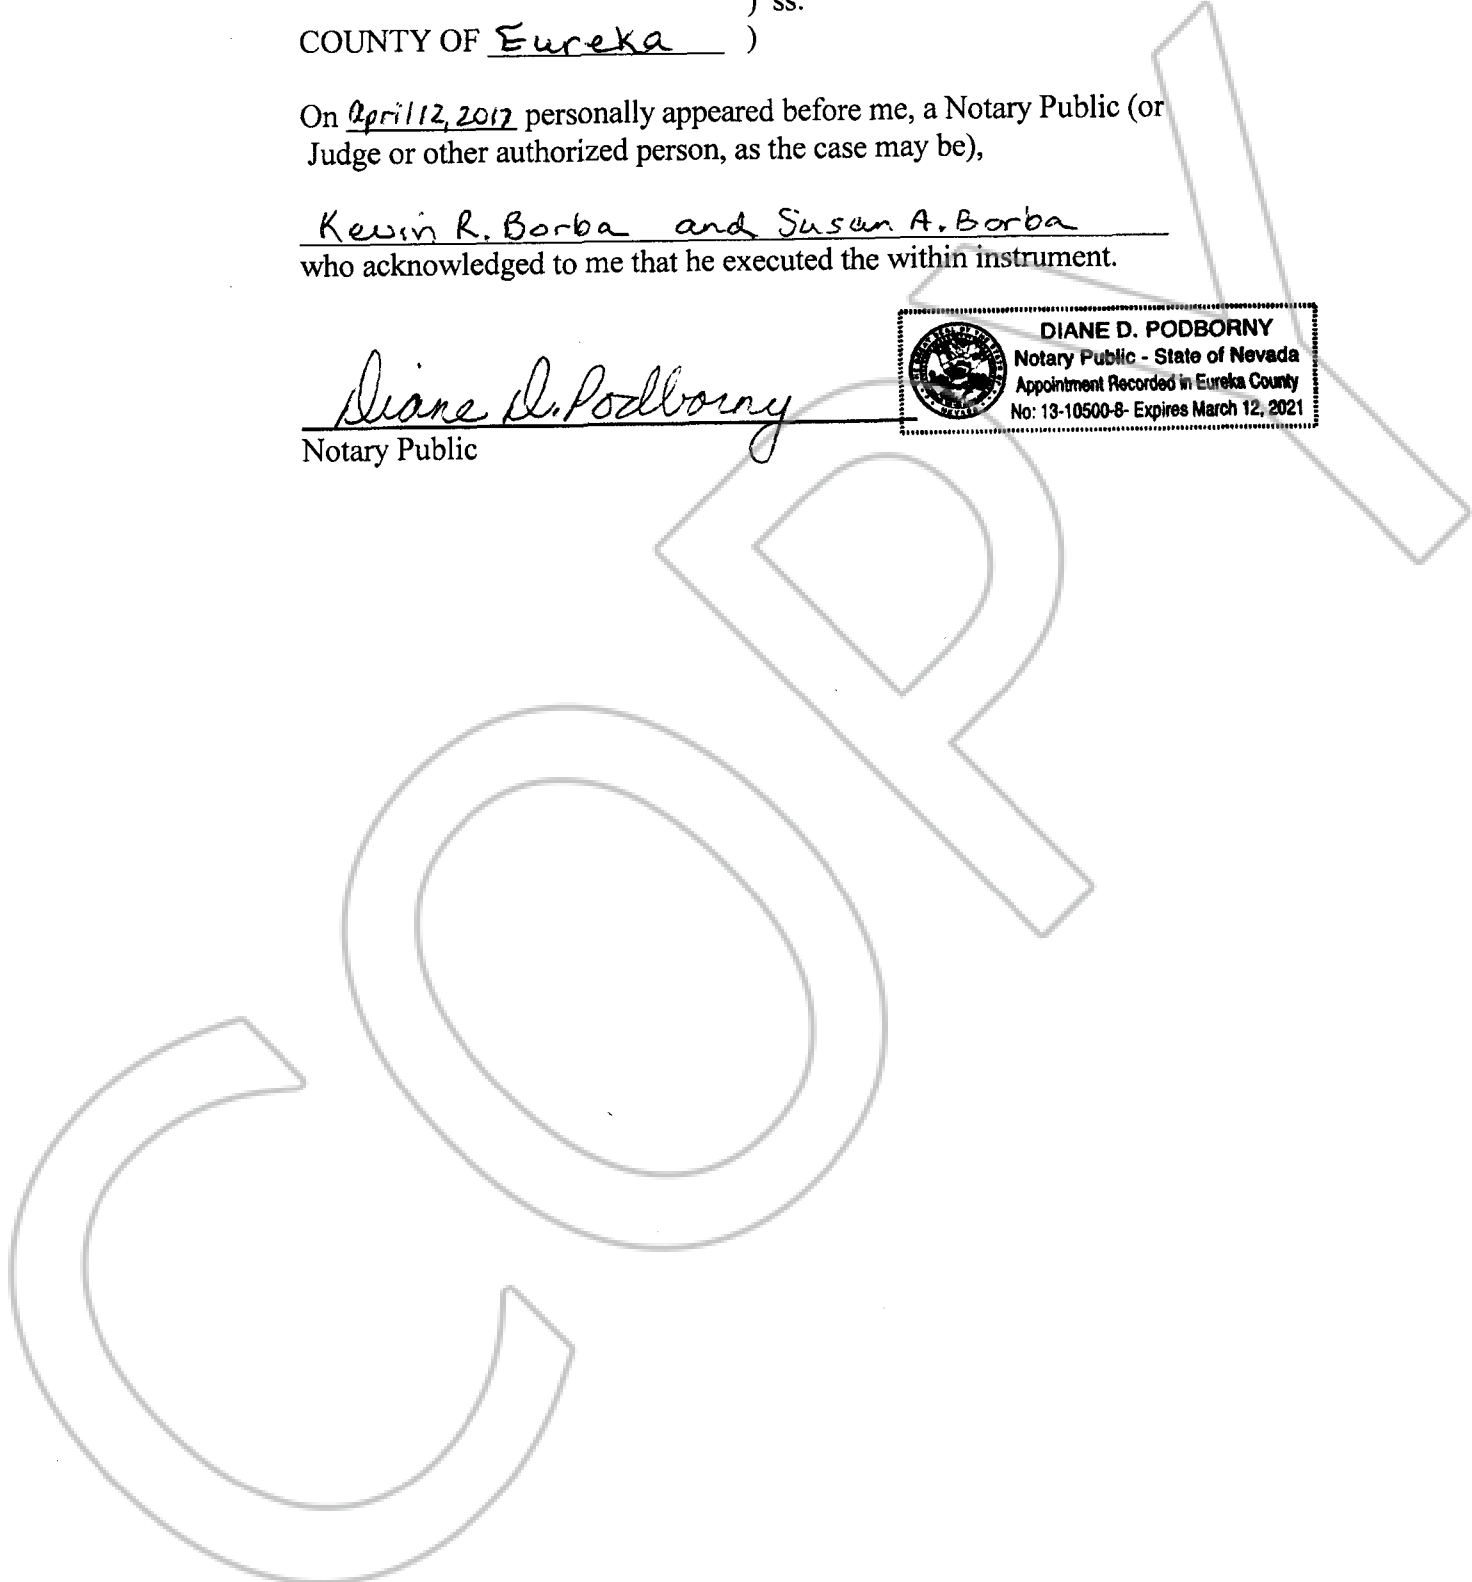 ) ss.
COUNTY OF Eureka )
On April 12, 2017 personally appeared before me, a Notary Public (or
Judge or other authorized person, as the case may be),
Kevin R. Borba and Susan A. Borba
who acknowledged to me that he executed the within instrument.
DIANE D. PODBORNY
Notary Public - State of Nevada
Appointment Recorded in Eureka County
No: 13-10500-8- Expires March 12, 2021
Diane D. Podborny
Notary Public
COPY